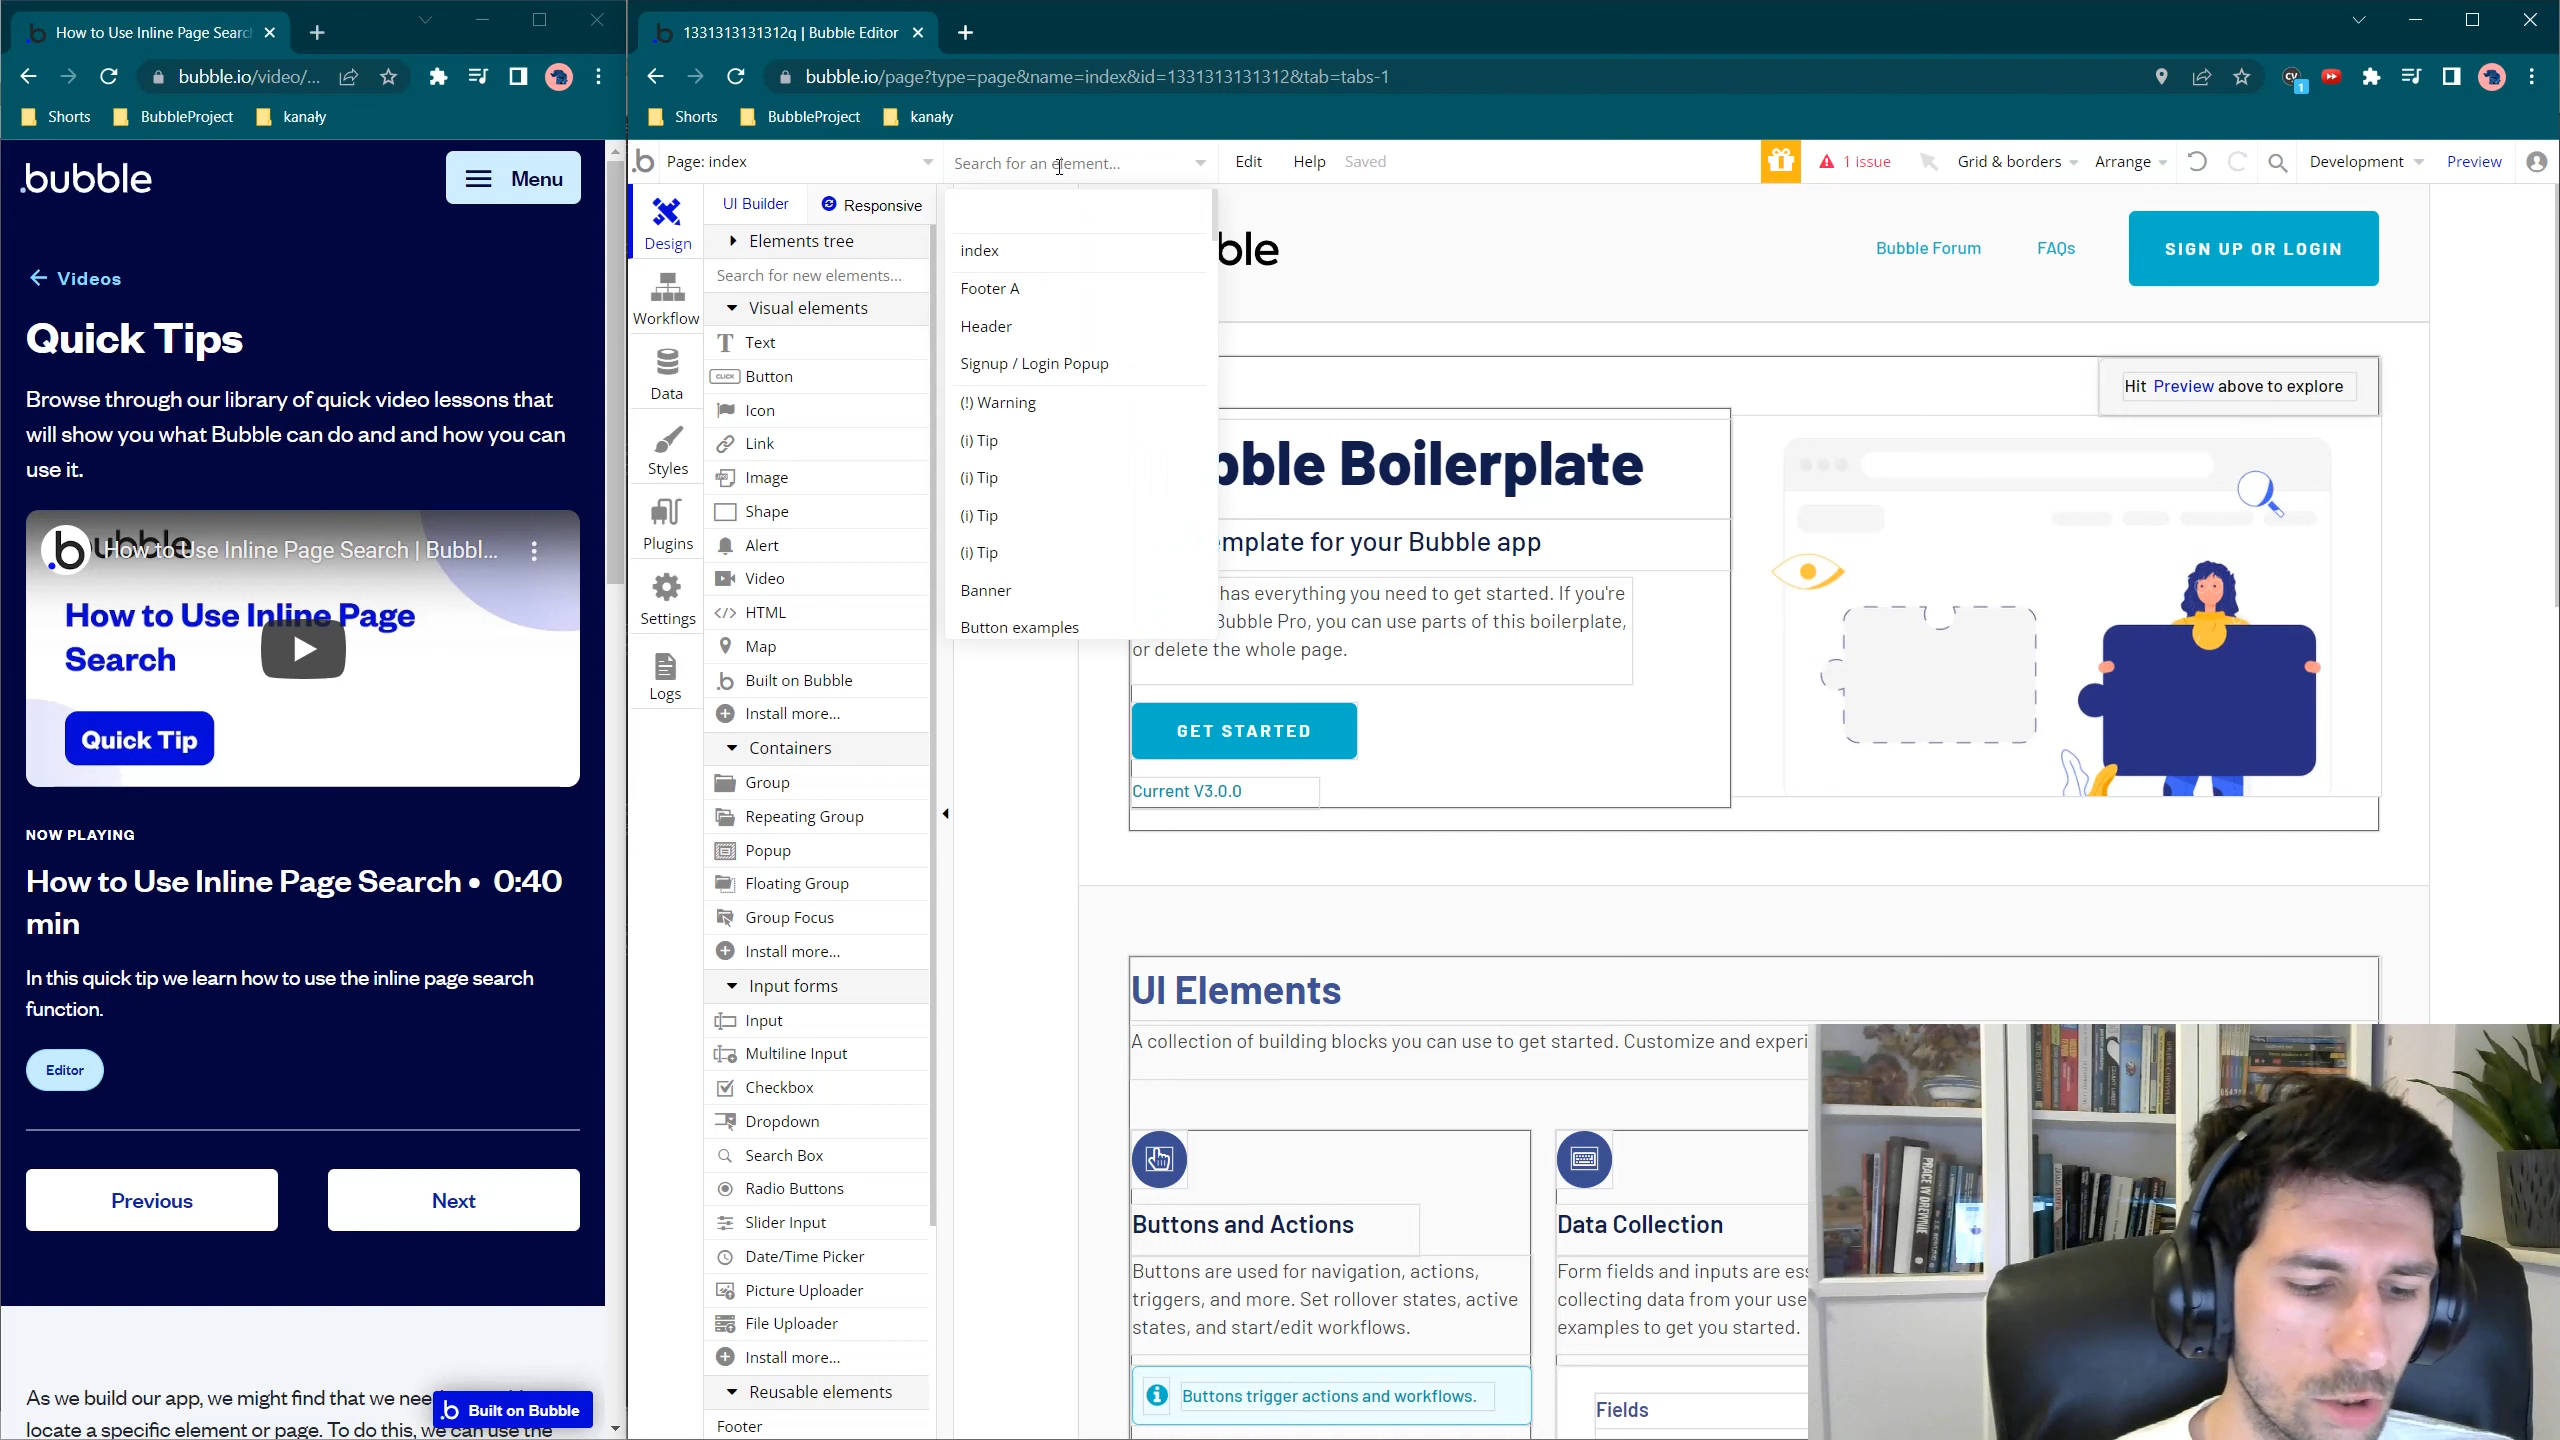 How to Use Inline Page Searc
bubble.io/video/...
Shorts
BubbleProject
kanały
.bubble
Menu
Videos
Quick Tips
Browse through our library of quick video lessons that
will show you what Bubble can do and and how you can
use it.
How to Use Inline Page Search | Bubbl...
bubble
How to Use Inline Page
Search
Quick Tip
NOW PLAYING
How to Use Inline Page Search • 0:40
min
In this quick tip we learn how to use the inline page search
function.
Editor
Previous
Next
As we build our app, we might find that we nee
locate a specific element or page. To do this, we can use the
Built on Bubble
1331313131312q | Bubble Editor
bubble.io/page?type=page&name=index&id=1331313131312&tab=tabs-1
1
Shorts
BubbleProject
kanały
Page: index
Search for an element...
Edit
Help
Saved
1 issue
Grid & borders
Arrange
Development
Preview
Design
Workflow
Data
Styles
Plugins
Settings
Logs
UI Builder
Responsive
Elements tree
Search for new elements...
Visual elements
Text
CLICK
Button
Icon
Link
Image
Shape
Alert
Video
HTML
Map
Built on Bubble
Install more...
Containers
Group
Repeating Group
Popup
Floating Group
Group Focus
Install more...
Input forms
Input
Multiline Input
Checkbox
Dropdown
Search Box
Radio Buttons
Slider Input
Date/Time Picker
Picture Uploader
File Uploader
Install more...
Reusable elements
Footer
index
Footer A
Header
Signup / Login Popup
(!) Warning
(i) Tip
(i) Tip
(i) Tip
(i) Tip
Banner
Button examples
ble
Bubble Forum
FAQs
SIGN UP OR LOGIN
Hit Preview above to explore
bble Boilerplate
emplate for your Bubble app
has everything you need to get started. If you're
Bubble Pro, you can use parts of this boilerplate,
or delete the whole page.
GET STARTED
Current V3.0.0
UI Elements
A collection of building blocks you can use to get started. Customize and experi
Buttons and Actions
Buttons are used for navigation, actions,
triggers, and more. Set rollover states, active
states, and start/edit workflows.
Buttons trigger actions and workflows.
Data Collection
Form fields and inputs are ess
collecting data from your use
examples to get you started.
Fields